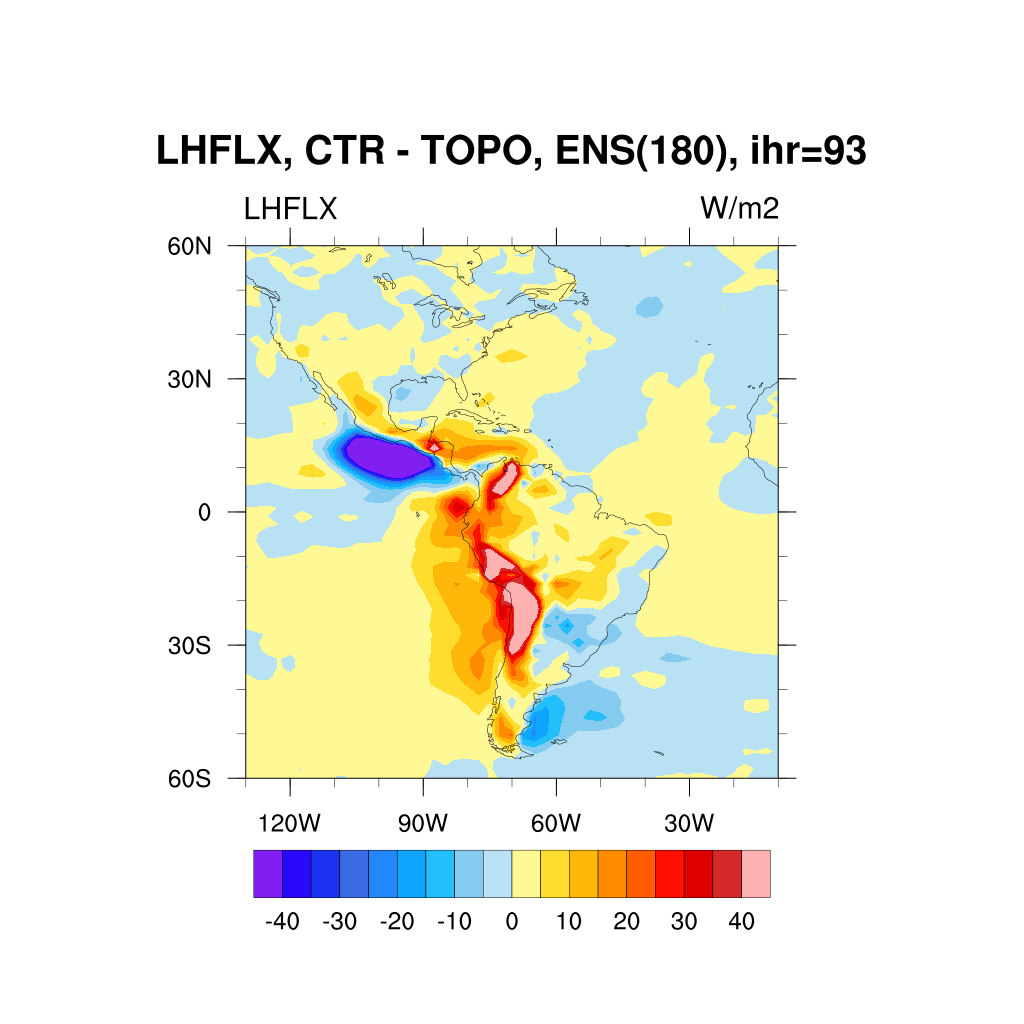 LHFLX, CTR - TOPO, ENS(180), ihr=93
LHFLX W/m2
60N
30N
0
30S
60S
120W 90W 60W 30W
-40 -30 -20 -10 0 10 20 30 40